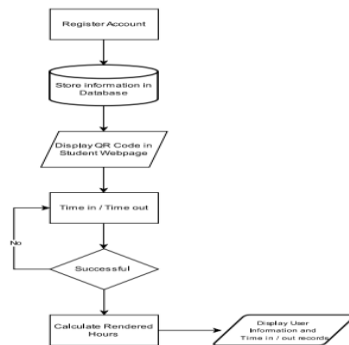 Register Account
Store information in
Database
Display QR Code in
Student Webpage
Time in / Time out
No
Successful
Calculate Rendered
Hours
Display User
Information and
Time in / out records